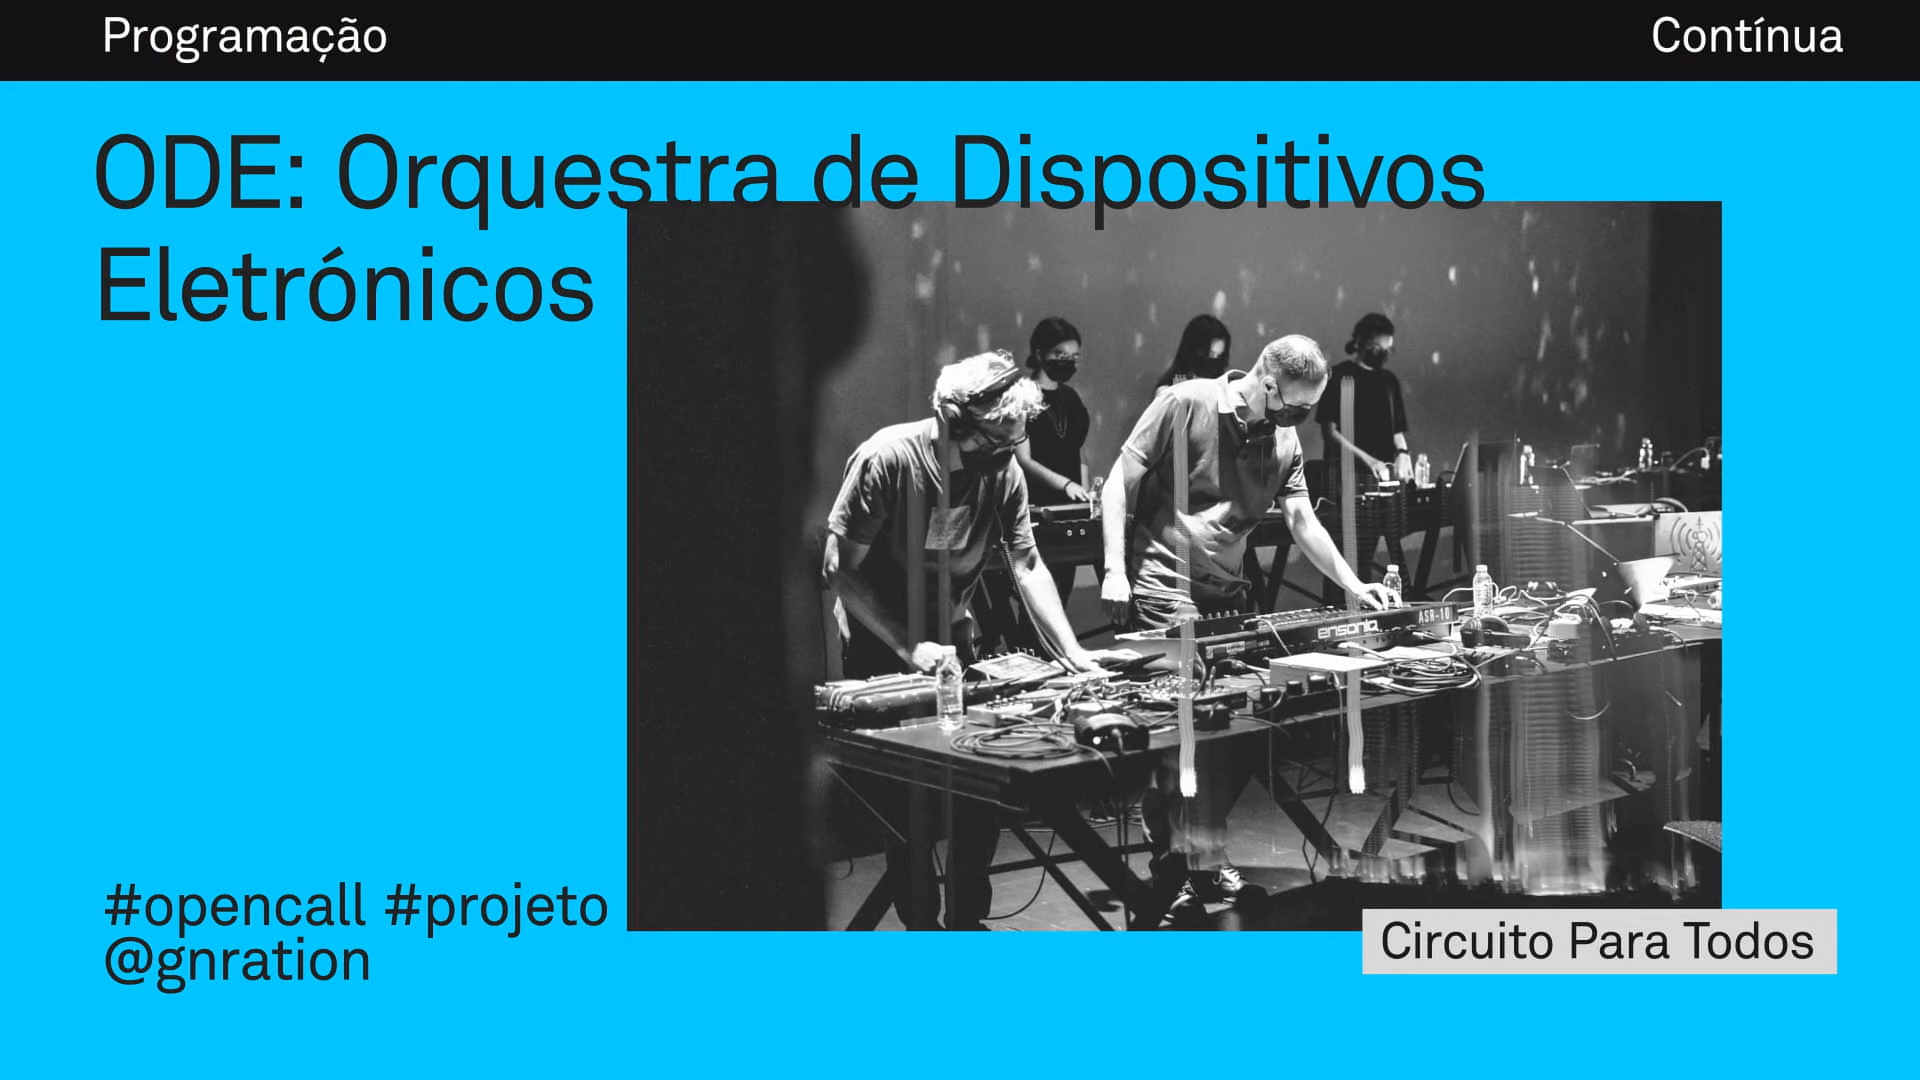 Programação
Contínua
ODE: Orquestra de Dispositivos
Eletrónicos
ensoniq
ASR-10
#opencall #projeto
@gnration
Circuito Para Todos